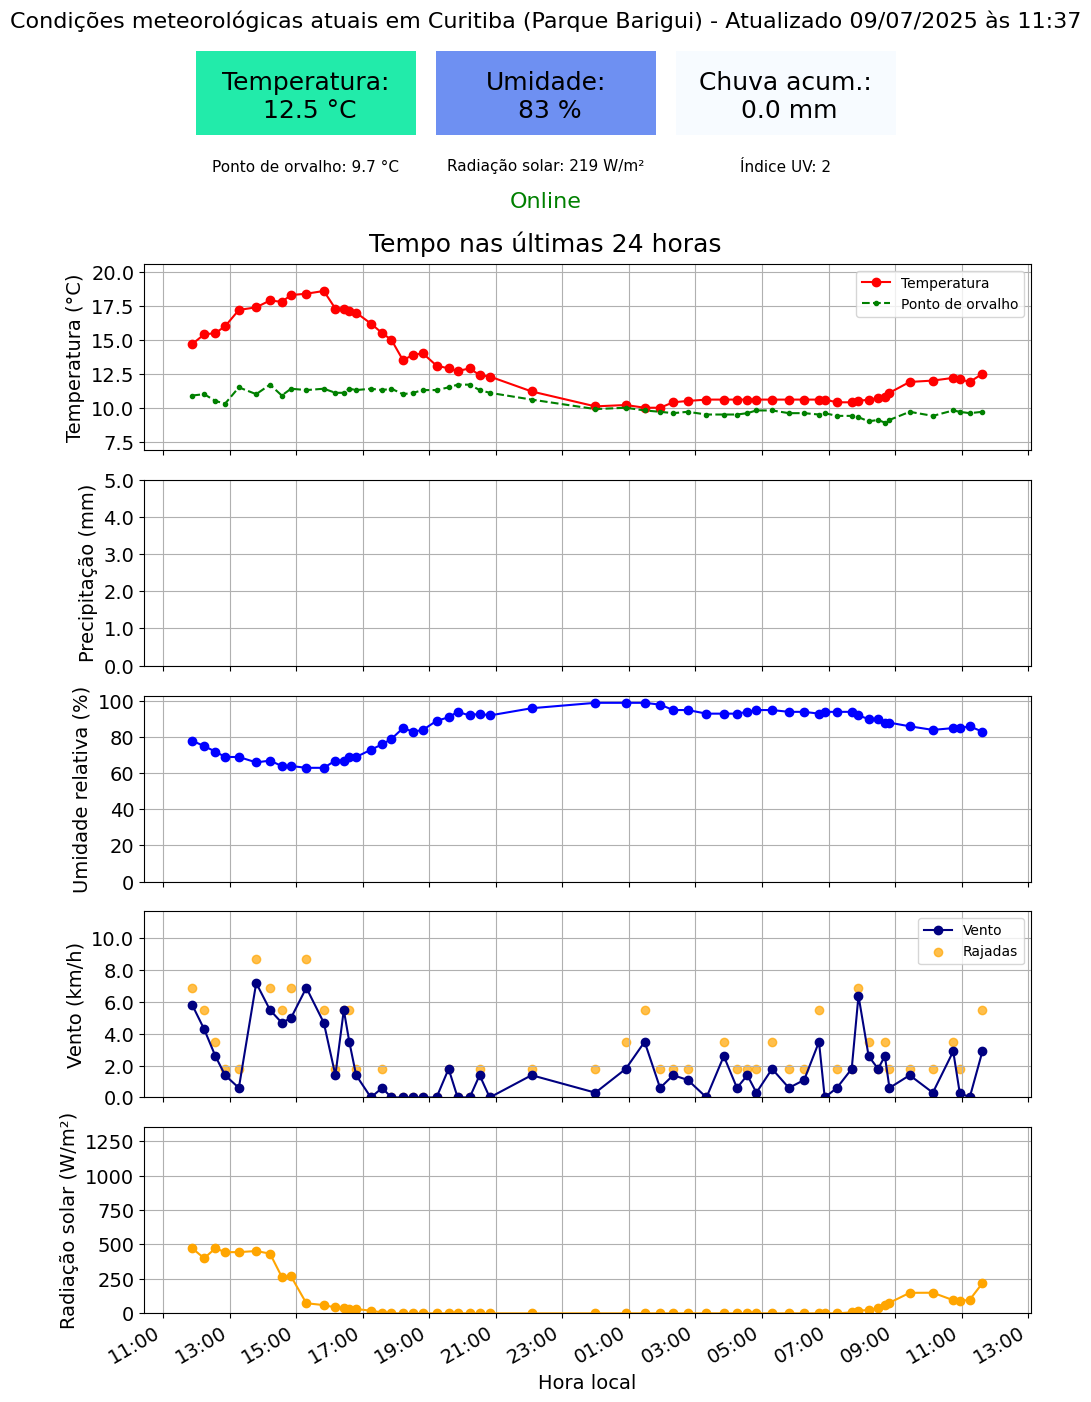 Condições meteorológicas atuais em Curitiba (Parque Barigui) - Atualizado 09/07/2025 às 11:37
Temperatura:
12.5 °C
Umidade:
83 %
Chuva acum.:
0.0 mm
Ponto de orvalho: 9.7 °C
Radiação solar: 219 W/m²
Índice UV: 2
Online
Tempo nas últimas 24 horas
Temperatura (°C)
20.0
17.5
15.0
12.5
10.0
7.5
Temperatura
Ponto de orvalho
Precipitação (mm)
5.0
4.0
3.0
2.0
1.0
0.0
Umidade relativa (%)
100
80
60
40
20
0
Vento (km/h)
10.0
8.0
6.0
4.0
2.0
0.0
Vento
Rajadas
Radiação solar (W/m²)
1250
1000
750
500
250
0
11:00
13:00
15:00
17:00
19:00
21:00
23:00
01:00
03:00
05:00
07:00
09:00
11:00
13:00
Hora local